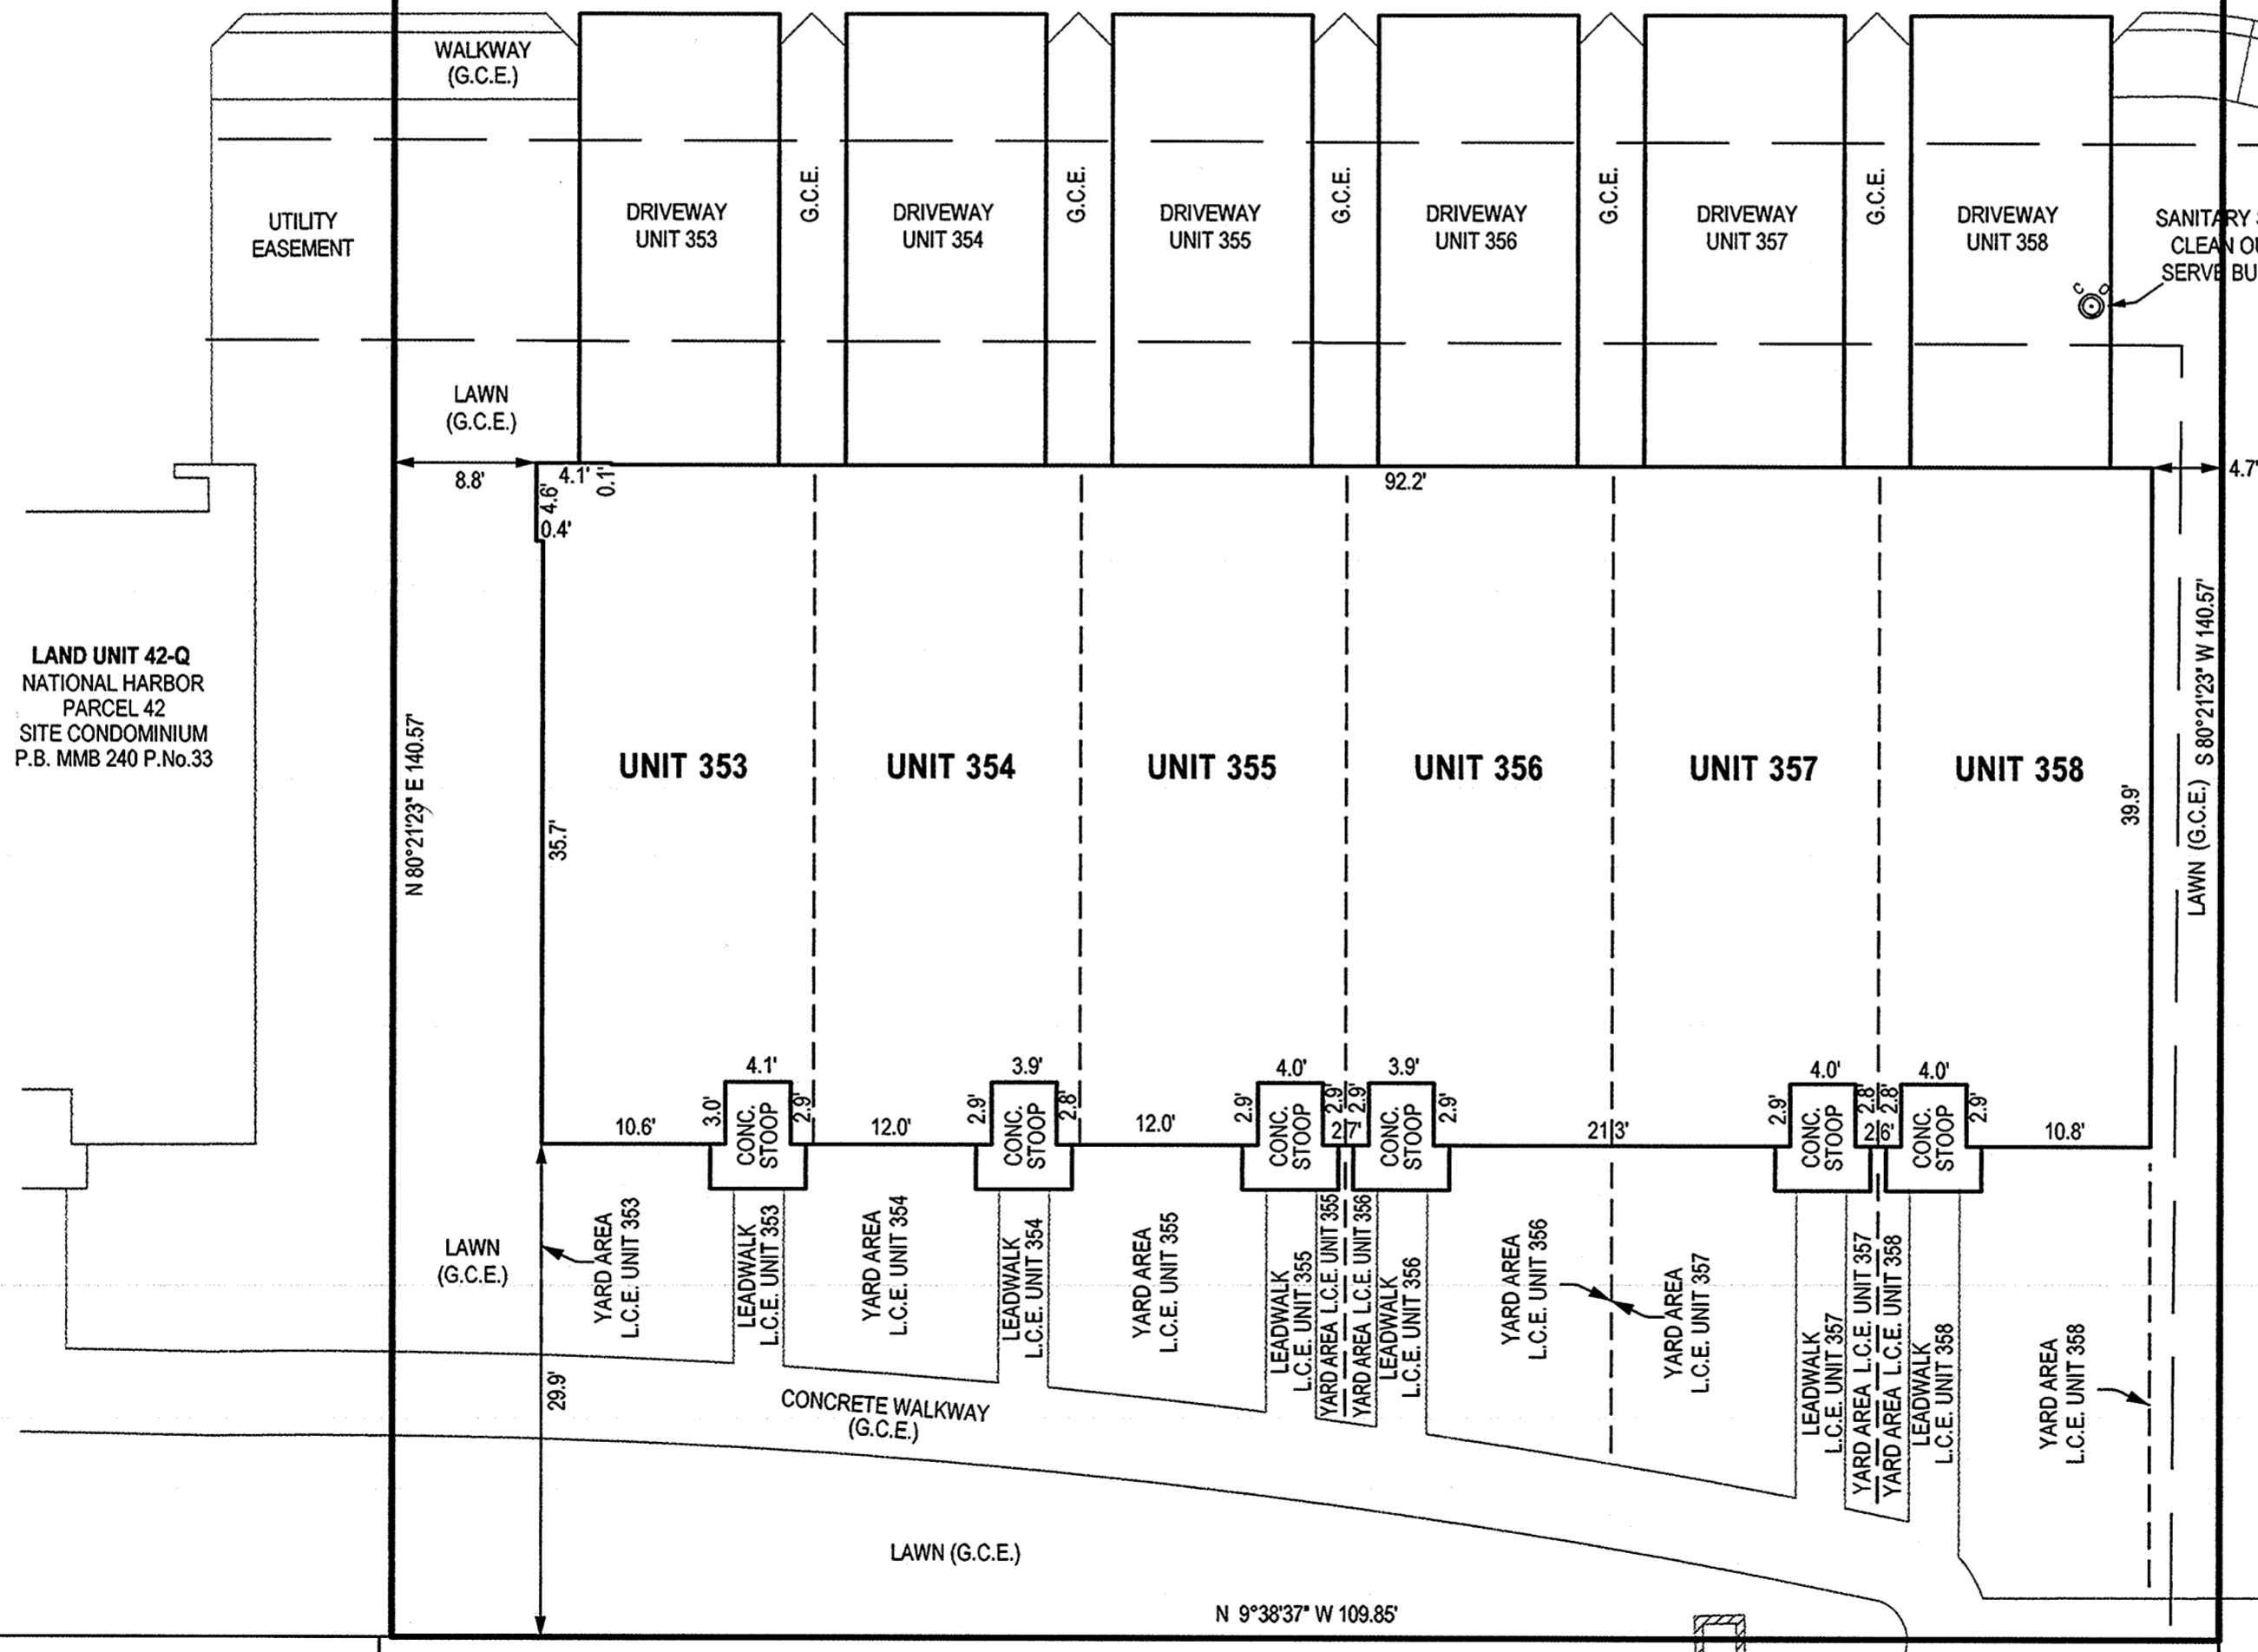 WALKWAY
(G.C.E.)
UTILITY
EASEMENT
DRIVEWAY
UNIT 353
G.C.E.
DRIVEWAY
UNIT 354
G.C.E.
DRIVEWAY
UNIT 355
G.C.E.
DRIVEWAY
UNIT 356
G.C.E.
DRIVEWAY
UNIT 357
G.C.E.
DRIVEWAY
UNIT 358
SANITARY
CLEAN
SERVE
C O
LAWN
(G.C.E.)
8.8'
4.1'
0.1'
4.6'
0.4'
92.2'
4.7'
LAND UNIT 42-Q
NATIONAL HARBOR
PARCEL 42
SITE CONDOMINIUM
P.B. MMB 240 P.No.33
N 80°21'23" E 140.57'
35.7'
UNIT 353
UNIT 354
UNIT 355
UNIT 356
UNIT 357
UNIT 358
39.9'
LAWN (G.C.E.) S 80°21'23" W 140.57'
10.6'
3.0'
4.1'
2.9'
CONC.
STOOP
12.0'
2.9'
3.9'
2.8'
CONC.
STOOP
12.0'
2.9'
4.0'
2.9'
CONC.
STOOP
2.7'
2.9'
3.9'
2.9'
CONC.
STOOP
21.3'
2.9'
4.0'
2.8'
CONC.
STOOP
2.6'
2.8'
4.0'
2.9'
CONC.
STOOP
10.8'
LAWN
(G.C.E.)
YARD AREA
L.C.E. UNIT 353
LEADWALK
L.C.E. UNIT 353
YARD AREA
L.C.E. UNIT 354
LEADWALK
L.C.E. UNIT 354
YARD AREA
L.C.E. UNIT 355
LEADWALK
L.C.E. UNIT 355
YARD AREA L.C.E. UNIT 355
YARD AREA L.C.E. UNIT 356
LEADWALK
L.C.E. UNIT 356
YARD AREA
L.C.E. UNIT 356
YARD AREA
L.C.E. UNIT 357
LEADWALK
L.C.E. UNIT 357
YARD AREA L.C.E. UNIT 357
YARD AREA L.C.E. UNIT 358
LEADWALK
L.C.E. UNIT 358
YARD AREA
L.C.E. UNIT 358
29.9'
CONCRETE WALKWAY
(G.C.E.)
LAWN (G.C.E.)
N 9°38'37" W 109.85'